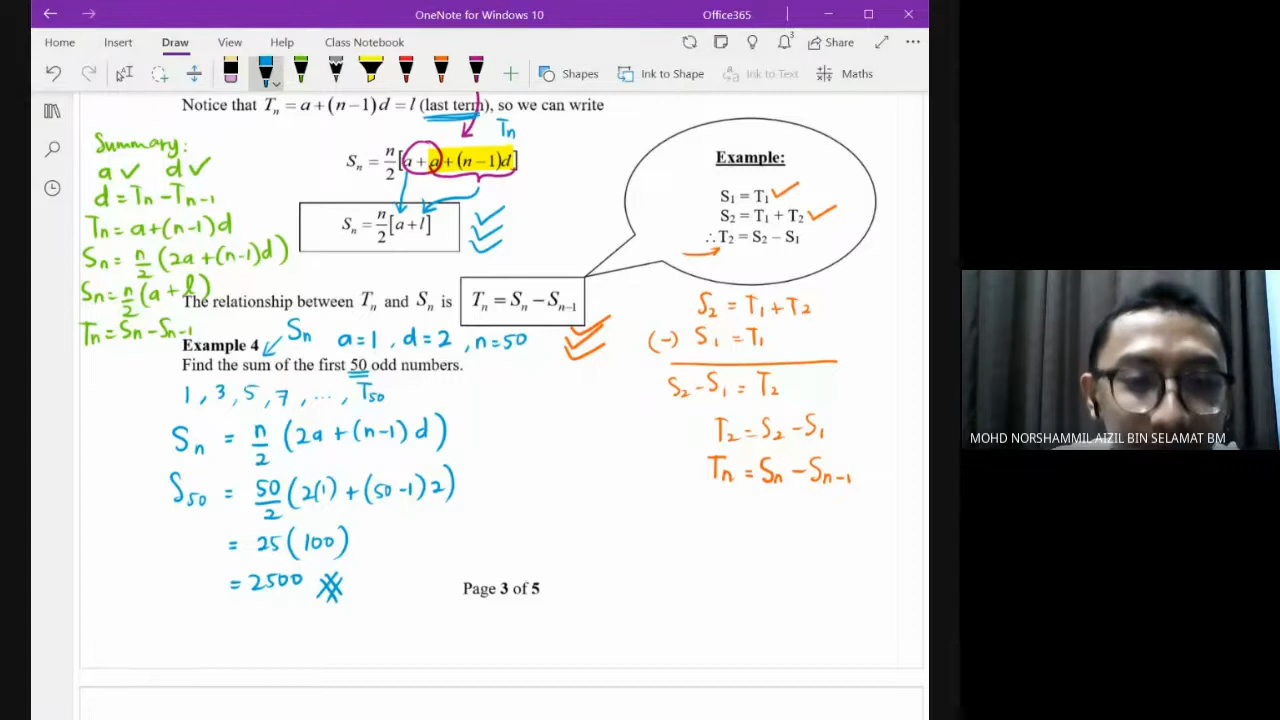 OneNote for Windows 10
Office365
Home Insert Draw View Help Class Notebook
3
Share
Shapes
Ink to Shape
Ink to Text
Maths
Notice that Tₙ = a + (n − 1)d = l (last term), so we can write
Tn
Sₙ = n/2 [a + a + (n − 1)d]
Sₙ = n/2 [a + l]
Summary:
a ✓ d ✓
d = Tn − Tn-1
Tn = a + (n-1)d
Sn = n/2 (2a + (n-1)d)
Sn = n/2 (a + l)
Tn = Sn − Sn-1
Example:
S₁ = T₁
S₂ = T₁ + T₂
∴ T₂ = S₂ − S₁
The relationship between Tₙ and Sₙ is Tₙ = Sₙ − Sₙ₋₁
S₂ = T₁ + T₂
(−) S₁ = T₁
S₂ − S₁ = T₂
T₂ = S₂ − S₁
Tn = Sn − Sn-1
Example 4
Sn a = 1, d = 2, n = 50
Find the sum of the first 50 odd numbers.
1, 3, 5, 7, ..., T50
Sn = n/2 (2a + (n-1)d)
S50 = 50/2 (2(1) + (50-1)2)
= 25(100)
= 2500
Page 3 of 5
MOHD NORSHAMMIL AIZIL BIN SELAMAT BM